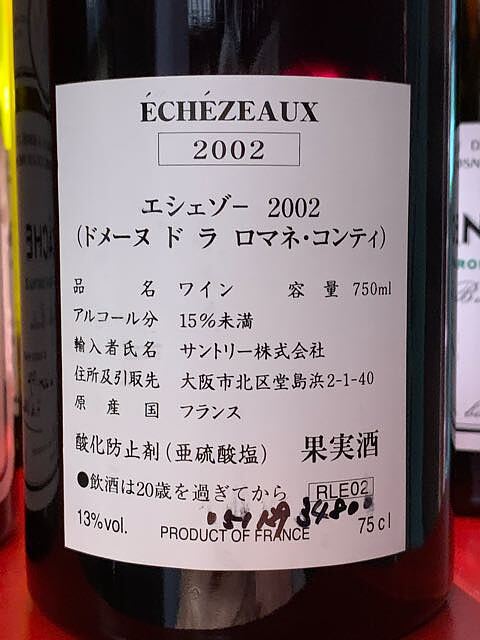 ÉCHÉZEAUX
2002
エシェゾー 2002
(ドメーヌ ド ラ ロマネ・コンティ)
品名 ワイン 容量 750ml
アルコール分 15%未満
輸入者氏名 サントリー株式会社
住所及引取先 大阪市北区堂島浜2-1-40
原産国 フランス
酸化防止剤(亜硫酸塩) 果実酒
●飲酒は20歳を過ぎてから RLE02
13%vol. PRODUCT OF FRANCE 75cl